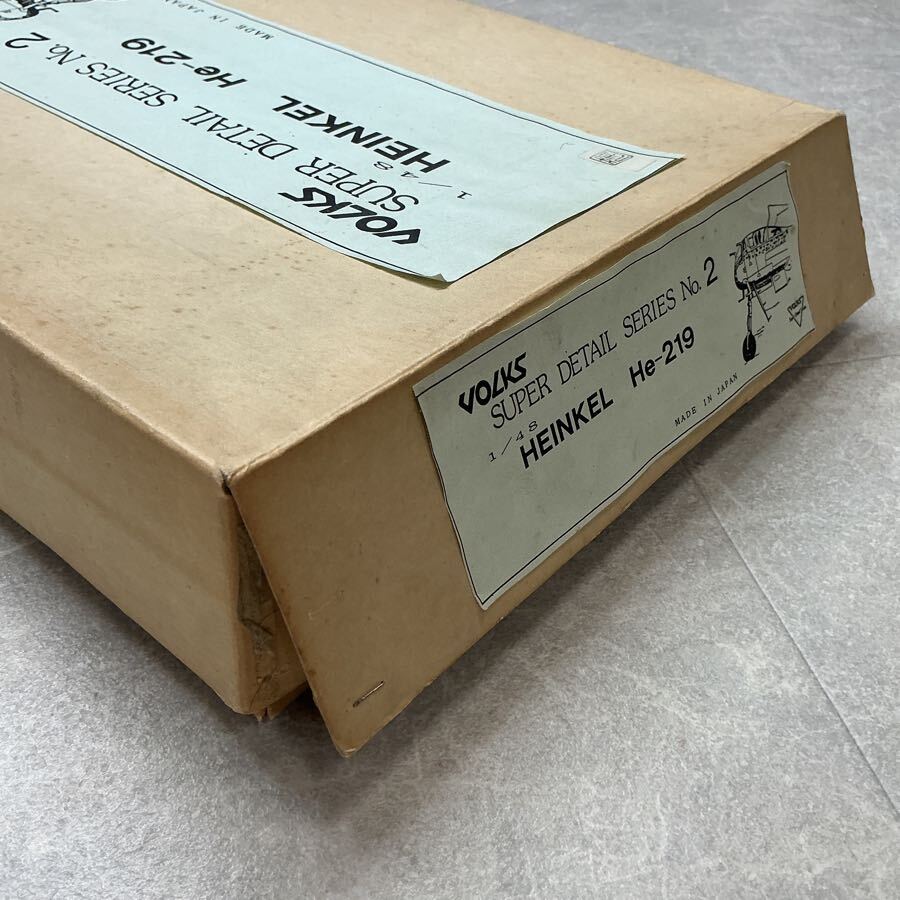 MADE IN JAPAN
VOLKS
SUPER DETAIL SERIES No. 2
1/48
HEINKEL He-219
VOLKS
SUPER DETAIL SERIES No. 2
1/48
HEINKEL He-219
MADE IN JAPAN
VOLKS